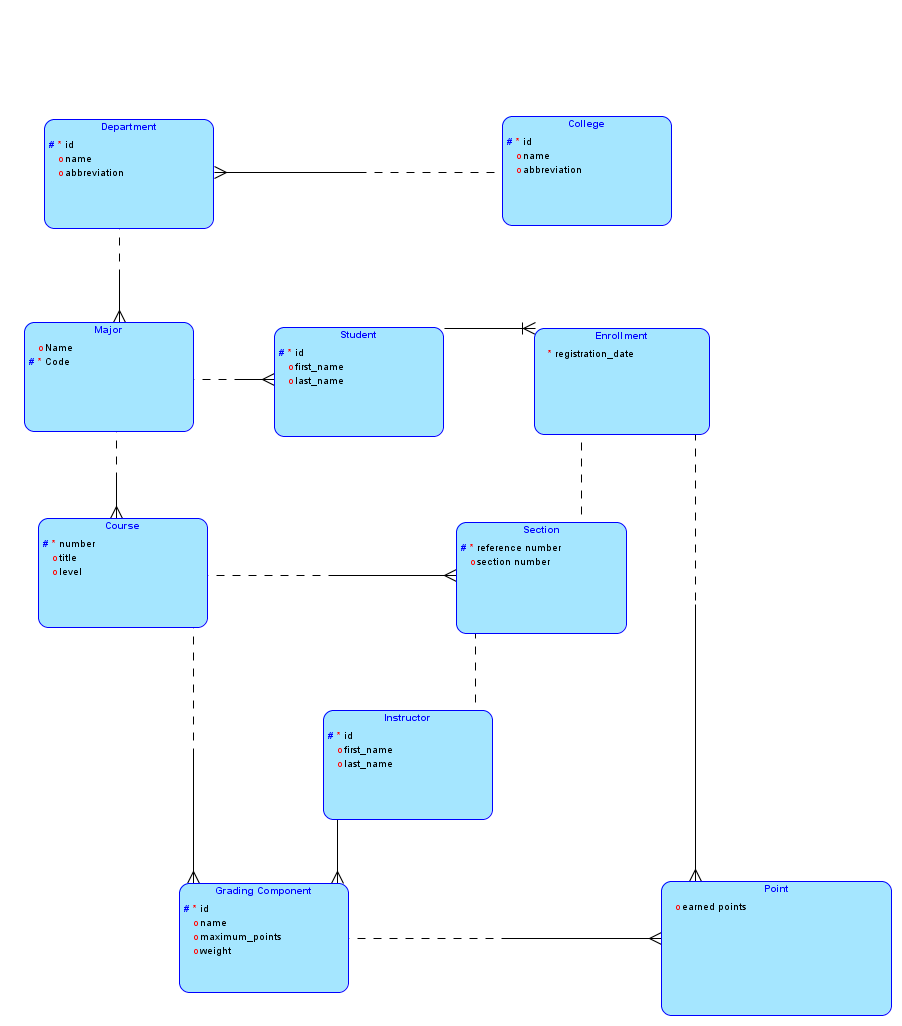 Department
# * id
o name
o abbreviation
College
# * id
o name
o abbreviation
Major
o Name
# * Code
Student
# * id
o first_name
o last_name
Enrollment
* registration_date
Course
# * number
o title
o level
Section
# * reference number
o section number
Instructor
# * id
o first_name
o last_name
Grading Component
# * id
o name
o maximum_points
o weight
Point
o earned points